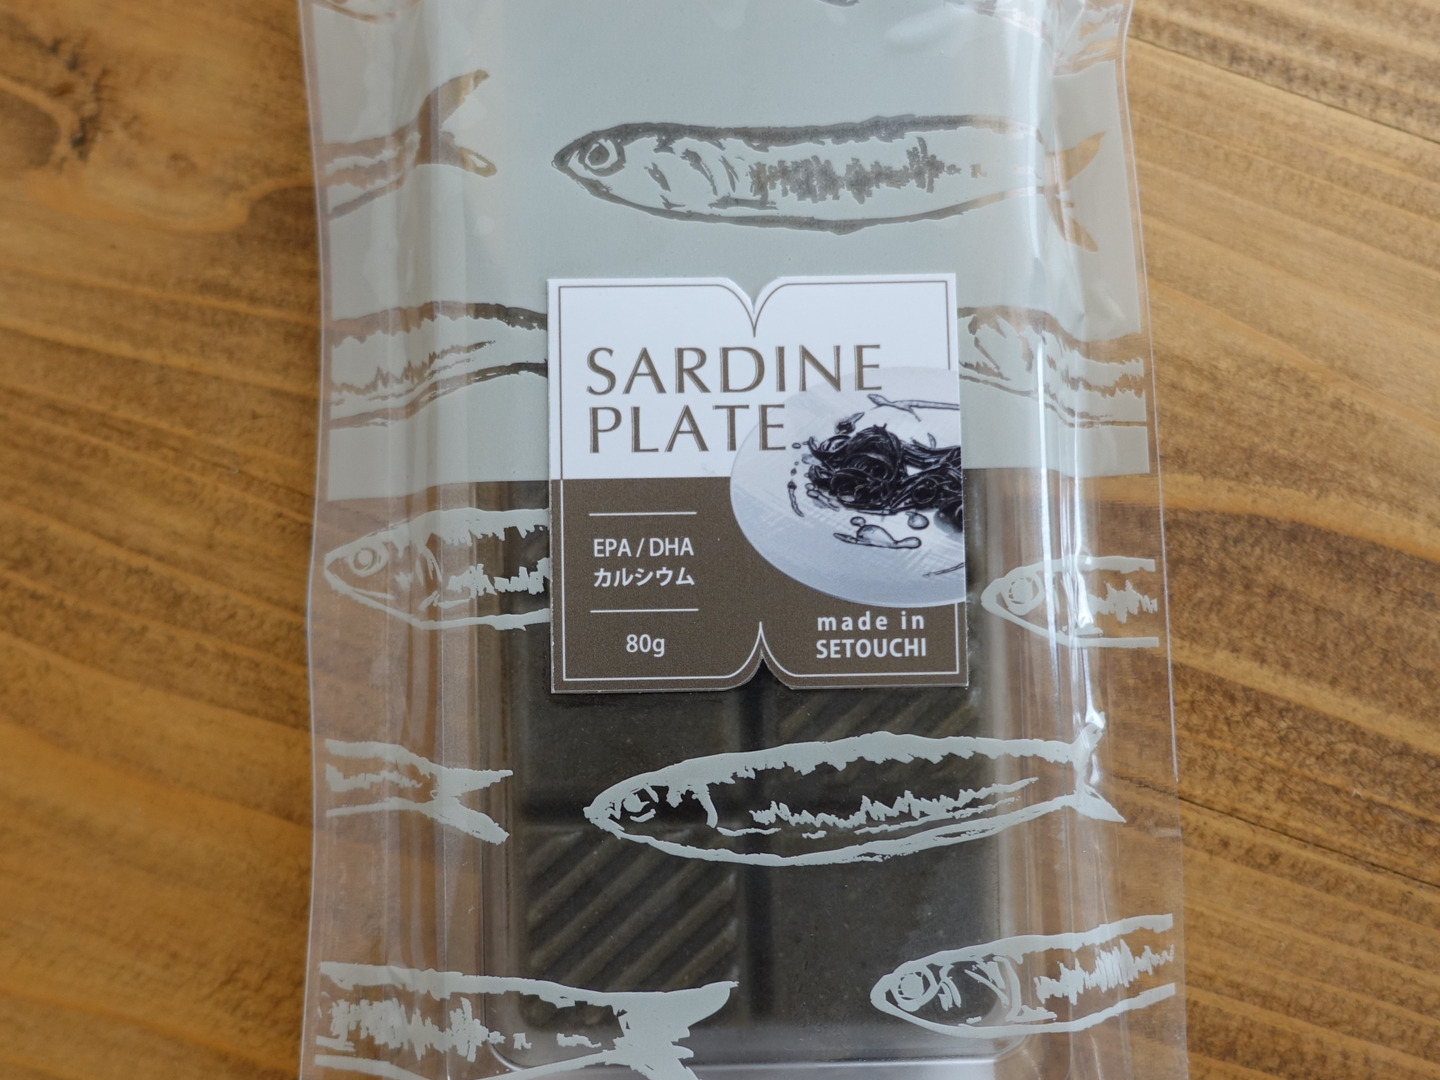 SARDINE
PLATE
EPA / DHA
カルシウム
80g
made in
SETOUCHI